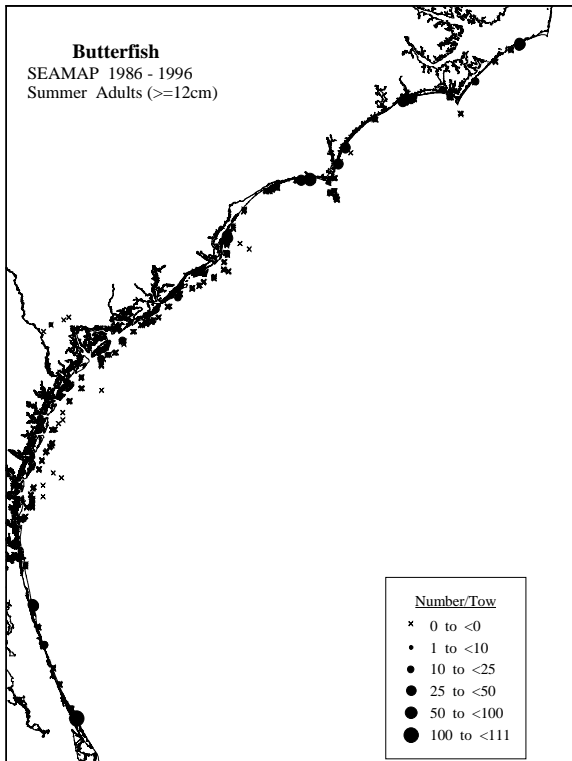 Butterfish
SEAMAP 1986 - 1996
Summer Adults (>=12cm)
Number/Tow
0 to <0
1 to <10
10 to <25
25 to <50
50 to <100
100 to <111